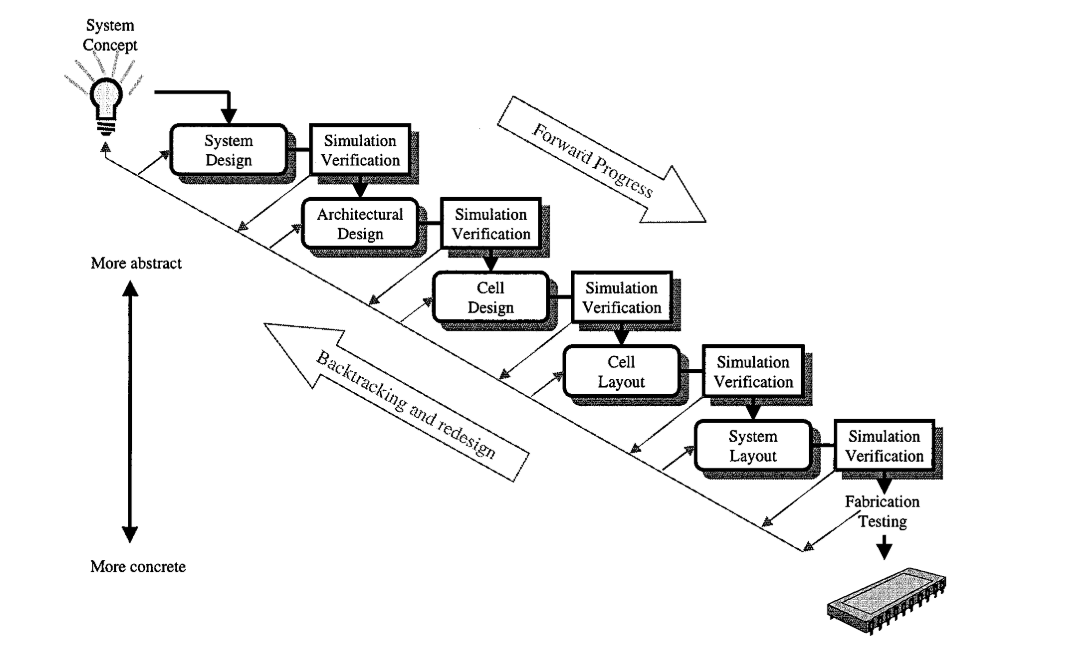 System
Concept
System
Design
Simulation
Verification
Forward Progress
Architectural
Design
Simulation
Verification
More abstract
Cell
Design
Simulation
Verification
Backtracking and redesign
Cell
Layout
Simulation
Verification
System
Layout
Simulation
Verification
Fabrication
Testing
More concrete